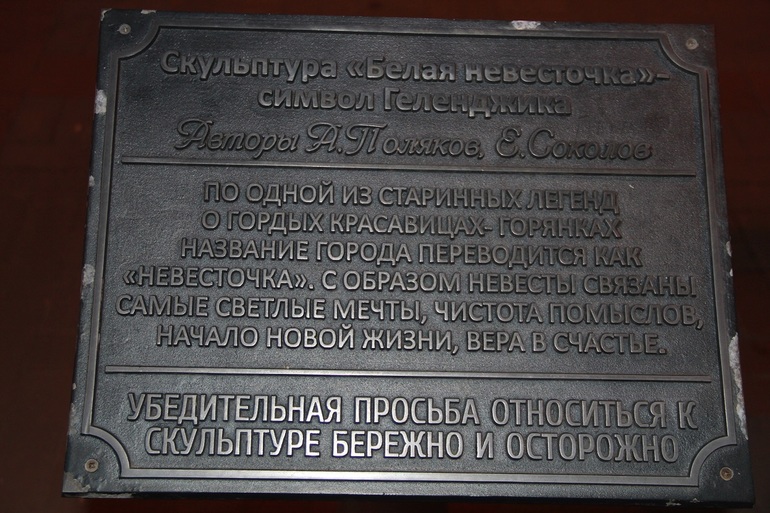 Скульптура «Белая невесточка»-
символ Геленджика
Авторы А.Поляков, Е.Соколов
ПО ОДНОЙ ИЗ СТАРИННЫХ ЛЕГЕНД
О ГОРДЫХ КРАСАВИЦАХ- ГОРЯНКАХ
НАЗВАНИЕ ГОРОДА ПЕРЕВОДИТСЯ КАК
«НЕВЕСТОЧКА». С ОБРАЗОМ НЕВЕСТЫ СВЯЗАНЫ
САМЫЕ СВЕТЛЫЕ МЕЧТЫ, ЧИСТОТА ПОМЫСЛОВ,
НАЧАЛО НОВОЙ ЖИЗНИ, ВЕРА В СЧАСТЬЕ.
УБЕДИТЕЛЬНАЯ ПРОСЬБА ОТНОСИТЬСЯ К
СКУЛЬПТУРЕ БЕРЕЖНО И ОСТОРОЖНО